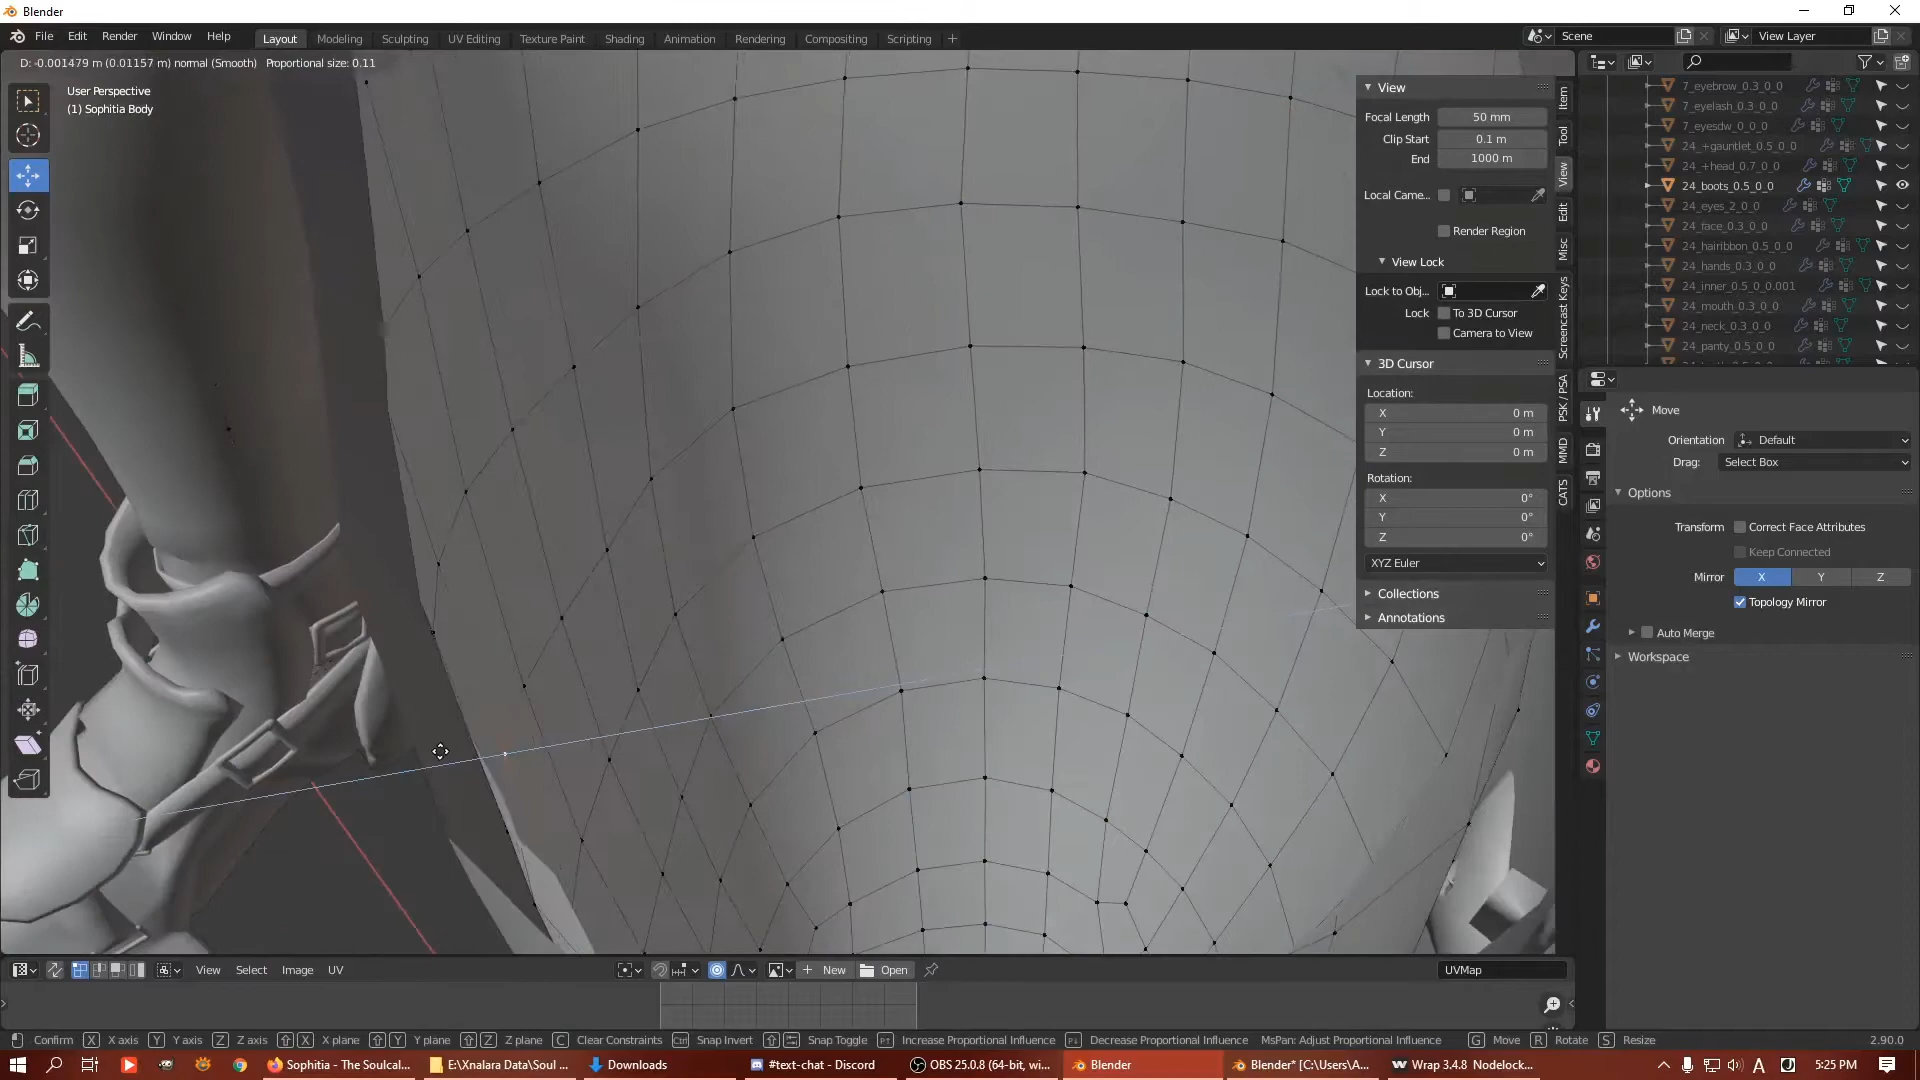 Blender
File Edit Render Window Help
Layout Modeling Sculpting UV Editing Texture Paint Shading Animation Rendering Compositing Scripting
Scene
View Layer
D: -0.001479 m (0.01157 m) normal (Smooth) Proportional size: 0.11
User Perspective
(1) Sophitia Body
View
Focal Length 50 mm
Clip Start 0.1 m
End 1000 m
Local Came...
Render Region
View Lock
Lock to Obj...
Lock To 3D Cursor
Camera to View
3D Cursor
Location:
X 0 m
Y 0 m
Z 0 m
Rotation:
X 0°
Y 0°
Z 0°
XYZ Euler
Collections
Annotations
Item
Tool
View
Edit
Misc
Screencast Keys
PSK / PSA
MMD
CATS
7_eyebrow_0.3_0_0
7_eyelash_0.3_0_0
7_eyesdw_0_0_0
24_+gauntlet_0.5_0_0
24_+head_0.7_0_0
24_boots_0.5_0_0
24_eyes_2_0_0
24_face_0.3_0_0
24_hairibbon_0.5_0_0
24_hands_0.3_0_0
24_inner_0.5_0_0.001
24_mouth_0.3_0_0
24_neck_0.3_0_0
24_panty_0.5_0_0
Move
Orientation Default
Drag: Select Box
Options
Transform Correct Face Attributes
Keep Connected
Mirror X Y Z
Topology Mirror
Auto Merge
Workspace
View Select Image UV
New Open
UVMap
Confirm X X axis Y Y axis Z Z axis X X plane Y Y plane Z Z plane C Clear Constraints Ctrl Snap Invert Snap Toggle Increase Proportional Influence Decrease Proportional Influence MsPan: Adjust Proportional Influence G Move R Rotate S Resize 2.90.0
Sophitia - The Soulcal...
E:\Xnalara Data\Soul ...
Downloads
#text-chat - Discord
OBS 25.0.8 (64-bit, wi...
Blender
Blender* [C:\Users\A...
Wrap 3.4.8 Nodelock...
A
5:25 PM